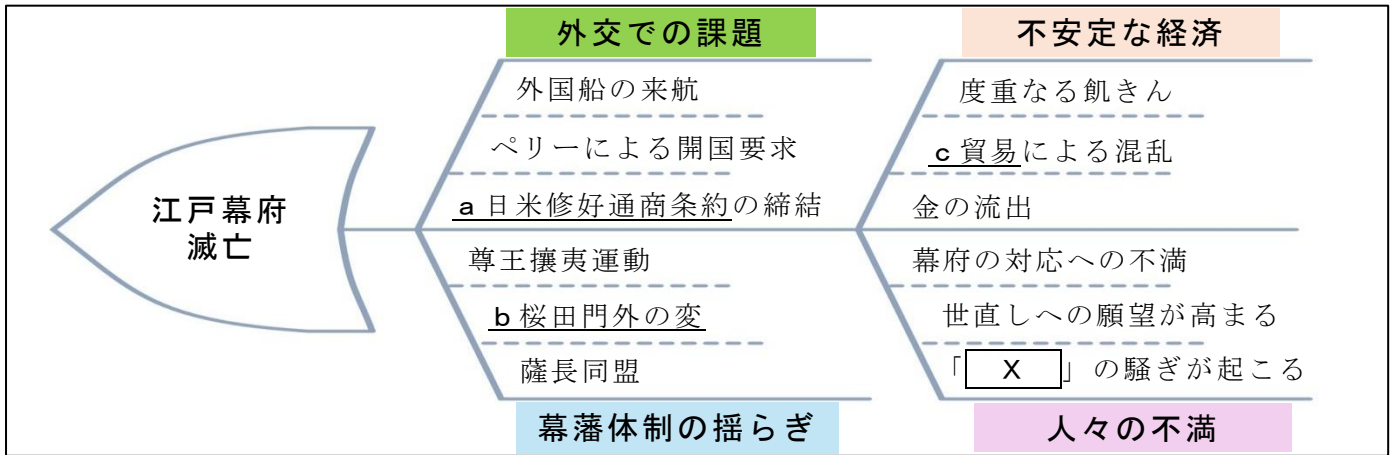 外交での課題
外国船の来航
ペリーによる開国要求
a 日米修好通商条約の締結
不安定な経済
度重なる飢きん
c 貿易による混乱
金の流出
江戸幕府
滅亡
尊王攘夷運動
b 桜田門外の変
薩長同盟
幕藩体制の揺らぎ
幕府の対応への不満
世直しへの願望が高まる
「 X 」の騒ぎが起こる
人々の不満